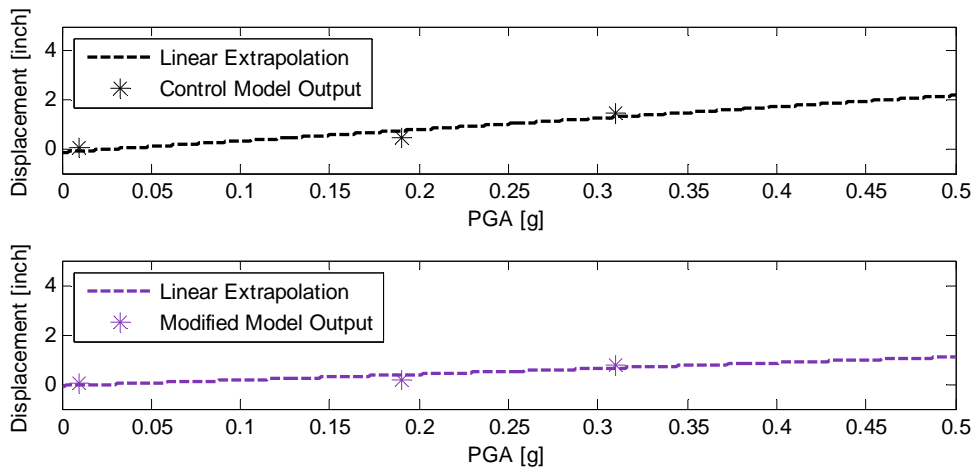 Displacement [inch]
4
2
0
Linear Extrapolation
Control Model Output
0 0.05 0.1 0.15 0.2 0.25 0.3 0.35 0.4 0.45 0.5
PGA [g]
Displacement [inch]
4
2
0
Linear Extrapolation
Modified Model Output
0 0.05 0.1 0.15 0.2 0.25 0.3 0.35 0.4 0.45 0.5
PGA [g]